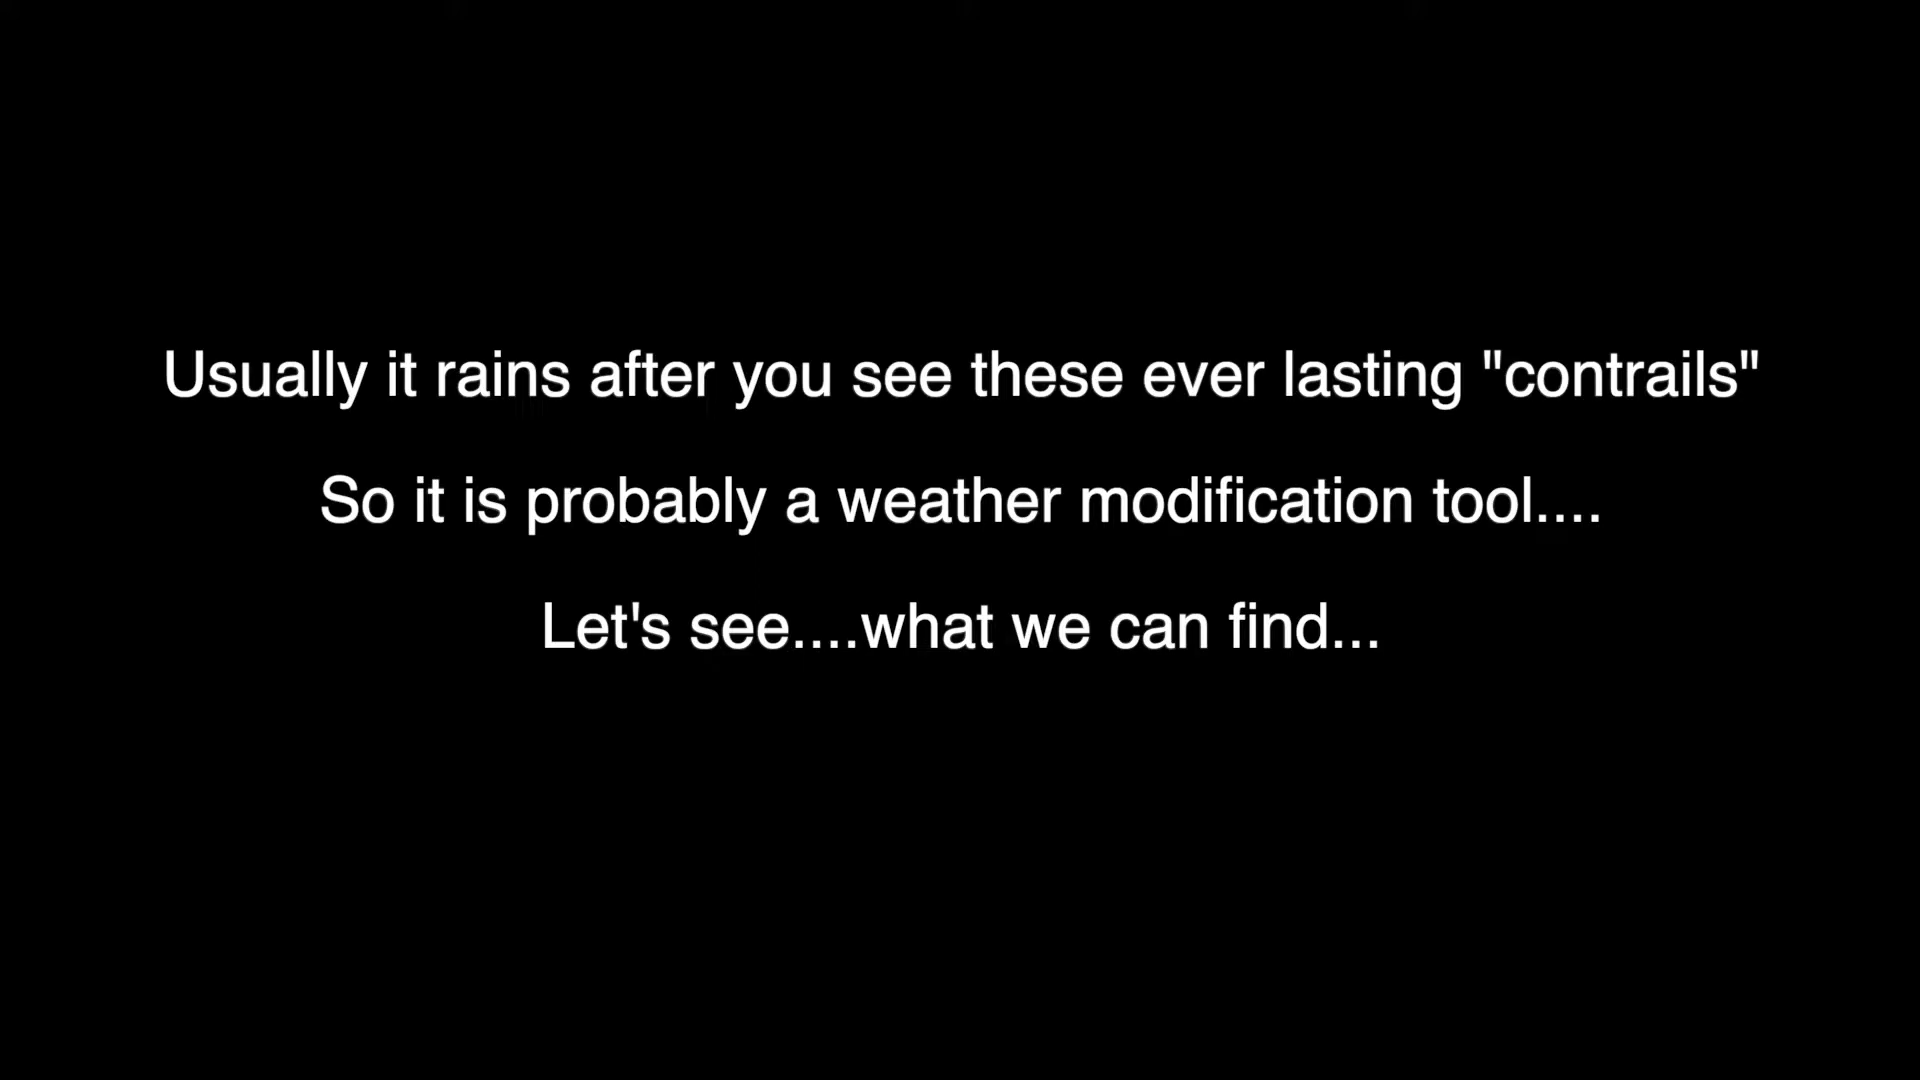 Usually it rains after you see these ever lasting "contrails"
So it is probably a weather modification tool....
Let's see....what we can find...